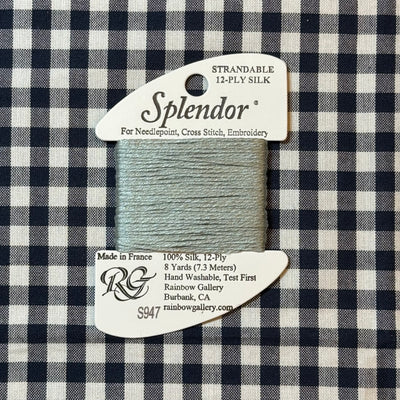 STRANDABLE
12-PLY SILK
Splendor®
For Needlepoint, Cross Stitch, Embroidery
Made in France
100% Silk, 12-Ply
8 Yards (7.3 Meters)
Hand Washable, Test First
Rainbow Gallery
Burbank, CA
rainbowgallery.com
RG
S947